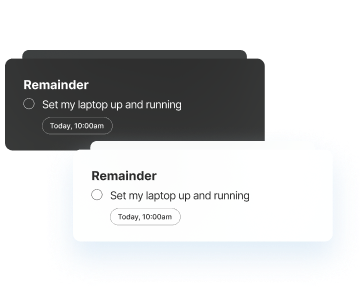 Remainder
Set my laptop up and running
Today, 10:00am
Remainder
Set my laptop up and running
Today, 10:00am